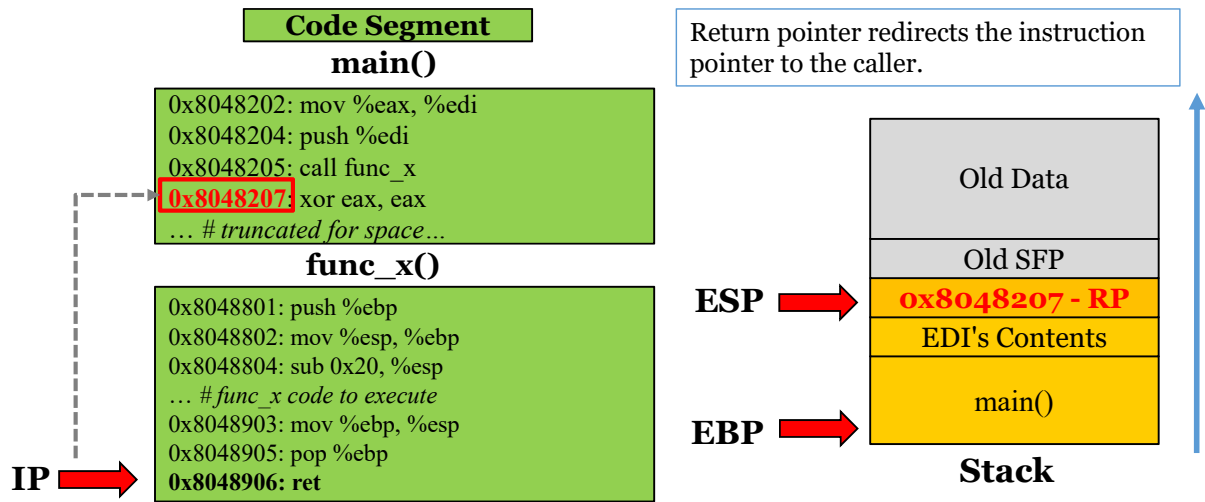 Code Segment
main()
0x8048202: mov %eax, %edi
0x8048204: push %edi
0x8048205: call func_x
0x8048207: xor eax, eax
… # truncated for space…
func_x()
0x8048801: push %ebp
0x8048802: mov %esp, %ebp
0x8048804: sub 0x20, %esp
… # func_x code to execute
0x8048903: mov %ebp, %esp
0x8048905: pop %ebp
0x8048906: ret
IP
Return pointer redirects the instruction
pointer to the caller.
Old Data
Old SFP
ESP
0x8048207 - RP
EDI's Contents
main()
EBP
Stack